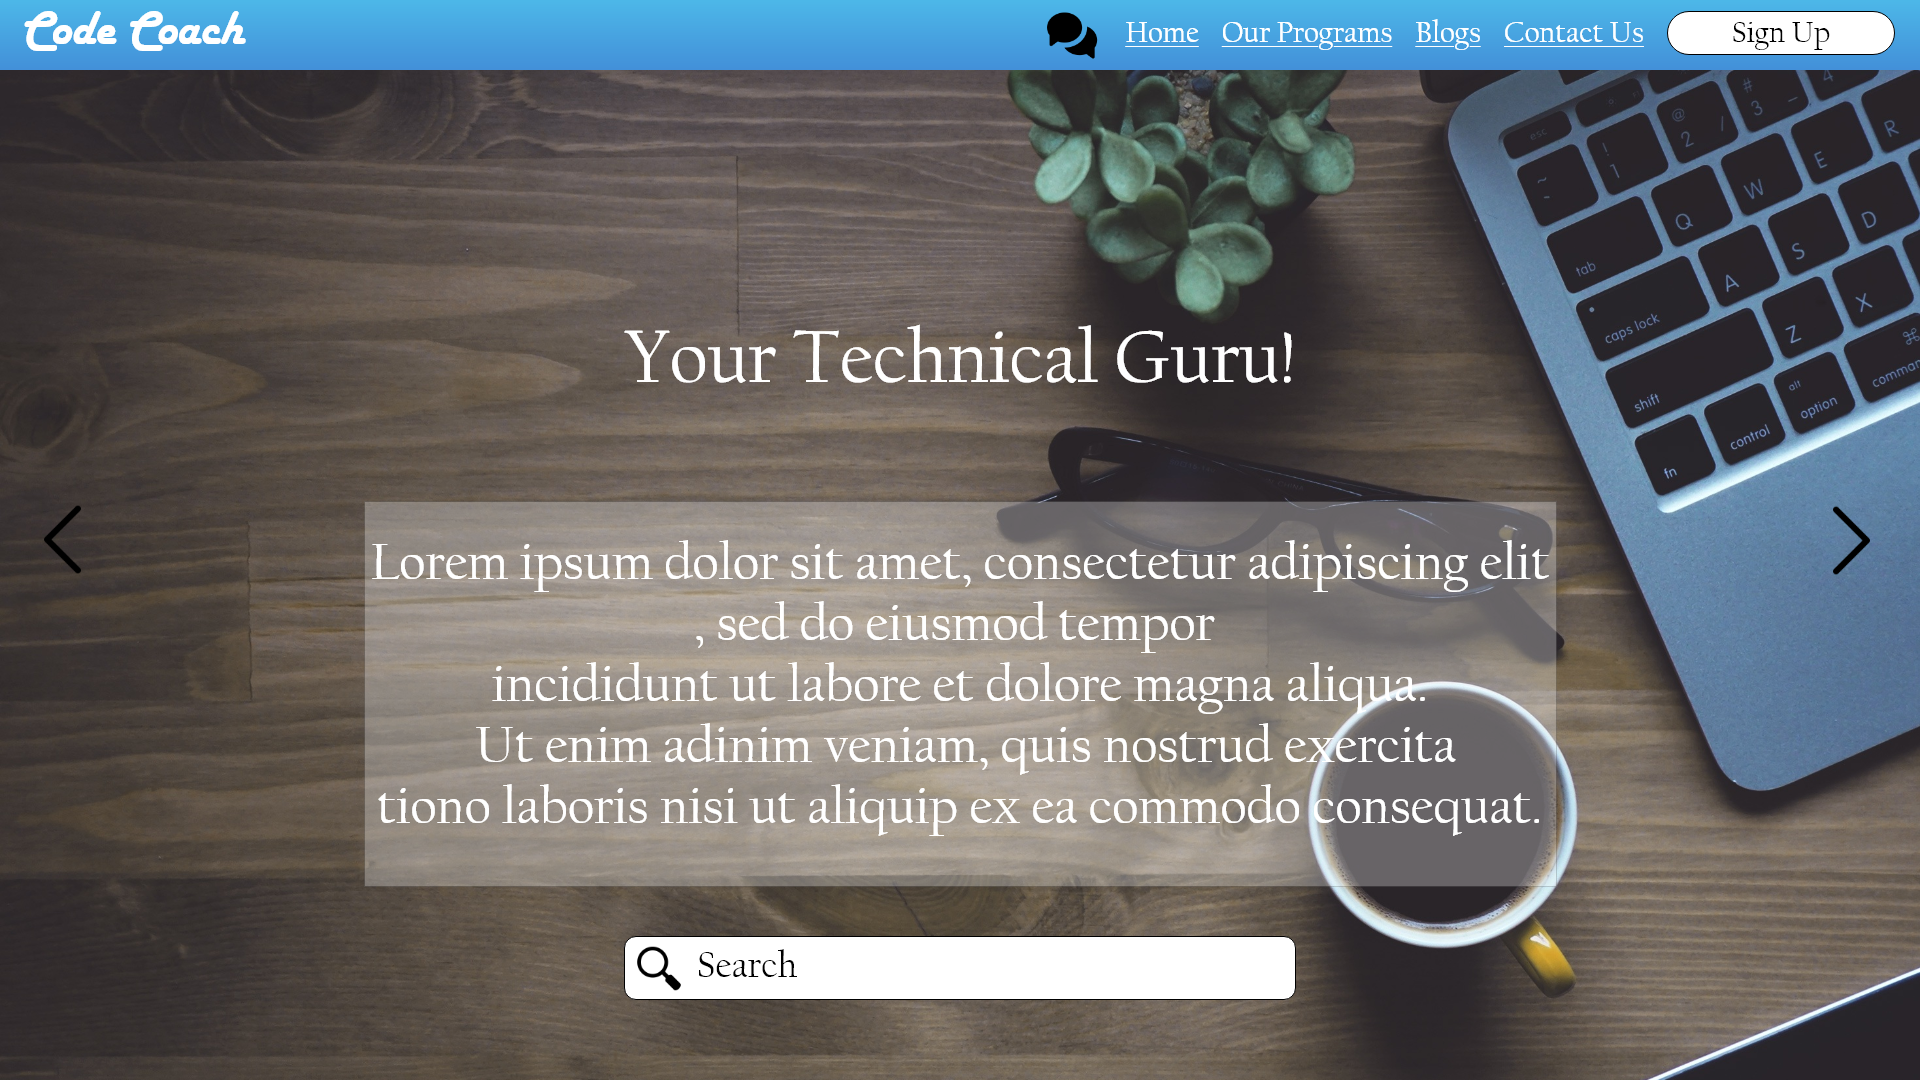 Code Coach
Home Our Programs Blogs Contact Us Sign Up
Your Technical Guru!
Lorem ipsum dolor sit amet, consectetur adipiscing elit
, sed do eiusmod tempor
incididunt ut labore et dolore magna aliqua.
Ut enim adinim veniam, quis nostrud exercita
tiono laboris nisi ut aliquip ex ea commodo consequat.
Search
esc
~ ! 1 @ 2 # 3 4
tab Q W E R
caps lock A S D
shift Z X
fn control alt option ⌘